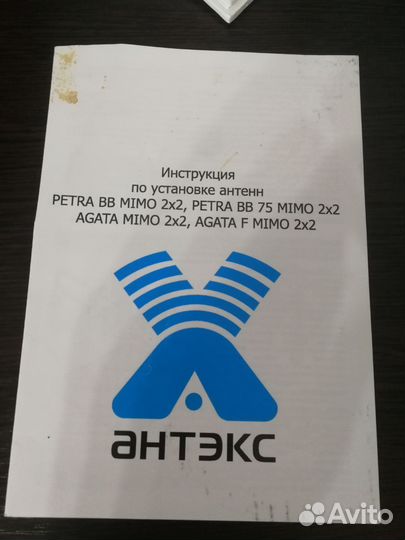 Инструкция
по установке антенн
PETRA BB MIMO 2x2, PETRA BB 75 MIMO 2x2
AGATA MIMO 2x2, AGATA F MIMO 2x2
антэкс
Avito